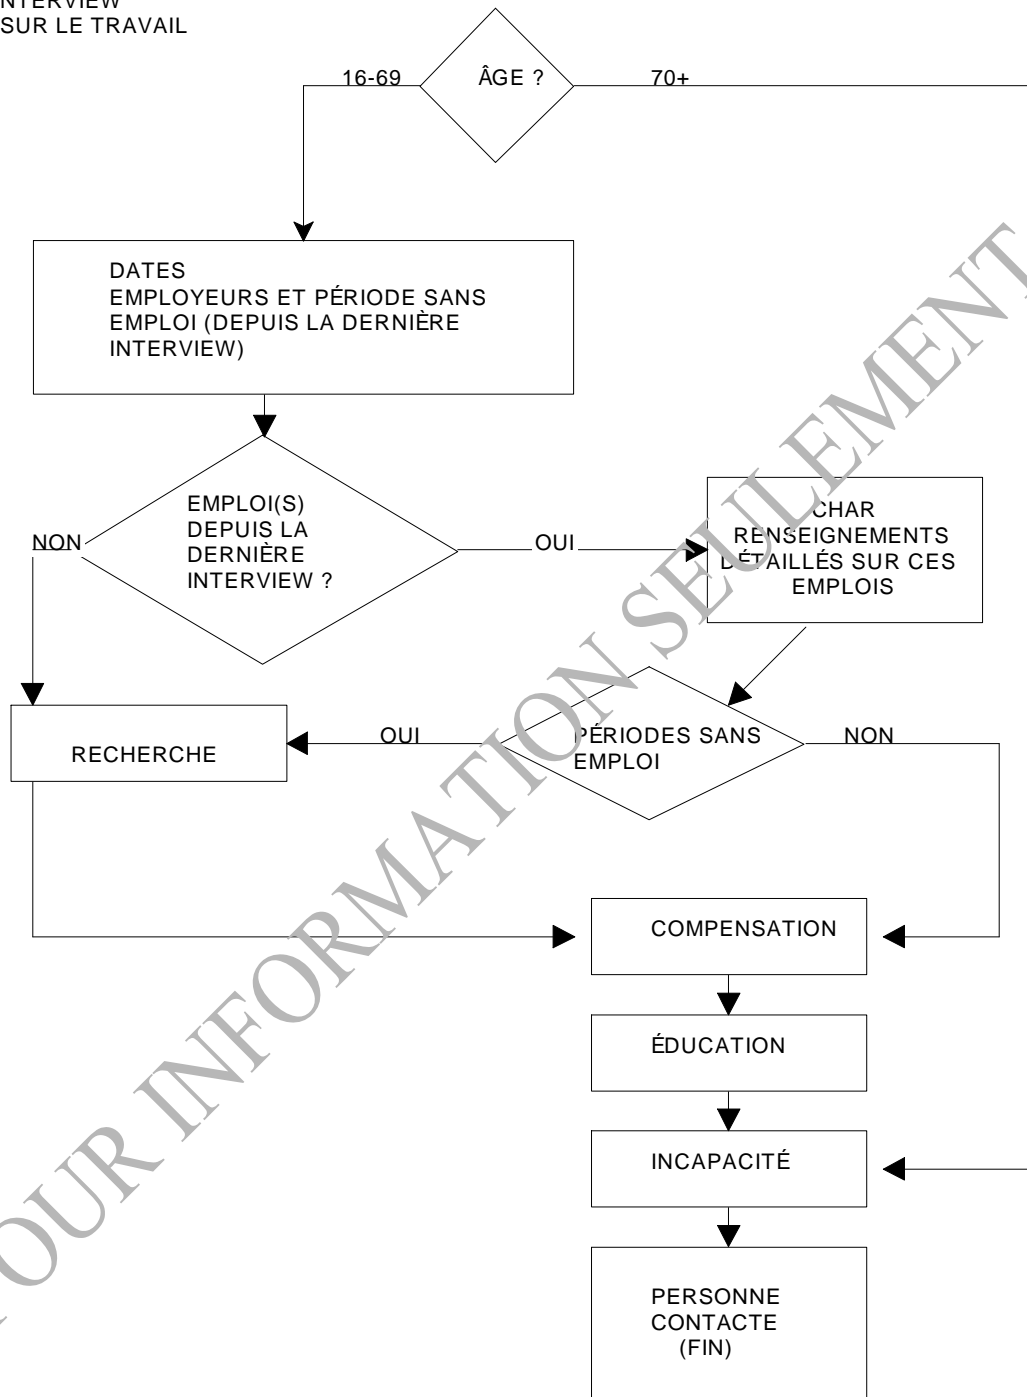 NTERVIEW
SUR LE TRAVAIL
ÂGE ?
16-69
70+
DATES
EMPLOYEURS ET PÉRIODE SANS
EMPLOI (DEPUIS LA DERNIÈRE
INTERVIEW)
EMPLOI(S)
DEPUIS LA
DERNIÈRE
INTERVIEW ?
NON
OUI
CHAR
RENSEIGNEMENTS
DÉTAILLÉS SUR CES
EMPLOIS
RECHERCHE
OUI
PÉRIODES SANS
EMPLOI
NON
COMPENSATION
ÉDUCATION
INCAPACITÉ
PERSONNE
CONTACTE
(FIN)
OUR INFORMATION SEULEMENT